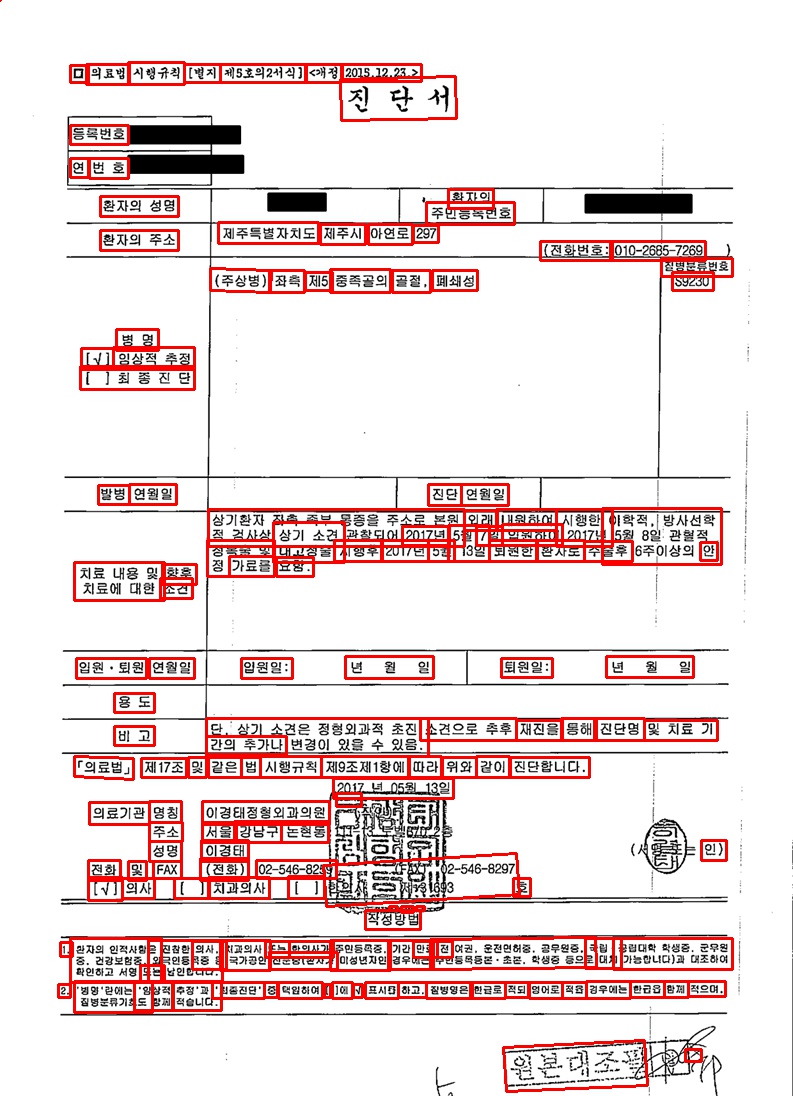 의료법 시행규칙 [별지 제5호의2서식] <개정 2015.12.23.>
진 단 서
등록번호
연 번 호
환자의 성명
환자의 주민등록번호
환자의 주소 제주특별자치도 제주시 아연로 297
(전화번호: 010-2685-7269 )
질병분류번호
(주상병) 좌측 제5 중족골의 골절, 폐쇄성 S9230
병 명
[√] 임상적 추정
[ ] 최 종 진 단
발병 연월일 진단 연월일
상기환자 좌측 족부 통증을 주소로 본원 외래 내원하여 시행한 이학적, 방사선학
적 검사상 상기 소견 관찰되어 2017년 5월 7일 입원하여 2017년 5월 8일 관혈적
정복술 및 내고정술 시행후 2017년 5월 13일 퇴원한 환자로 수술후 6주이상의 안
정 가료를 요함.
치료 내용 및 향후
치료에 대한 소견
입원·퇴원 연월일 입원일: 년 월 일 퇴원일: 년 월 일
용 도
비 고
단, 상기 소견은 정형외과적 초진 소견으로 추후 재진을 통해 진단명 및 치료 기
간의 추가나 변경이 있을 수 있음.
「의료법」 제17조 및 같은 법 시행규칙 제9조제1항에 따라 위와 같이 진단합니다.
2017 년 05월 13일
의료기관 명칭 이경태정형외과의원
주소 서울 강남구 논현동
성명 이경태
인)
전화 및 FAX (전화) 02-546-8299 (FAX) 02-546-8297
[√] 의사 [ ] 치과의사 [ ] 한의사 호
작성방법
1. 환자의 인적사항은 진찰한 의사, 치과의사 또는 한의사가 주민등록증, 기간 만료 전 여권, 운전면허증, 공무원증, 국립·공립대학 학생증, 군무원
증, 건강보험증, 외국인등록증 등 국가공인 신분증(환자가 미성년자인 경우에는 주민등록등본·초본, 학생증 등으로 대체 가능합니다)과 대조하여
확인하고 서명 또는 날인합니다.
2. '병명'란에는 '임상적 추정'과 '최종진단' 중 택일하여 [ ]에 √ 표시를 하고, 질병명은 한글로 적되 영어로 적을 경우에는 한글을 함께 적으며,
질병분류기호도 함께 적습니다.
원본대조필